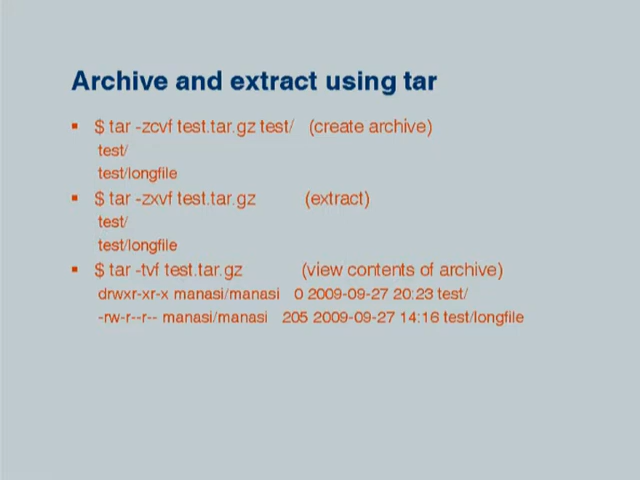 Archive and extract using tar
▪ $ tar -zcvf test.tar.gz test/ (create archive)
test/
test/longfile
▪ $ tar -zxvf test.tar.gz (extract)
test/
test/longfile
▪ $ tar -tvf test.tar.gz (view contents of archive)
drwxr-xr-x manasi/manasi 0 2009-09-27 20:23 test/
-rw-r--r-- manasi/manasi 205 2009-09-27 14:16 test/longfile